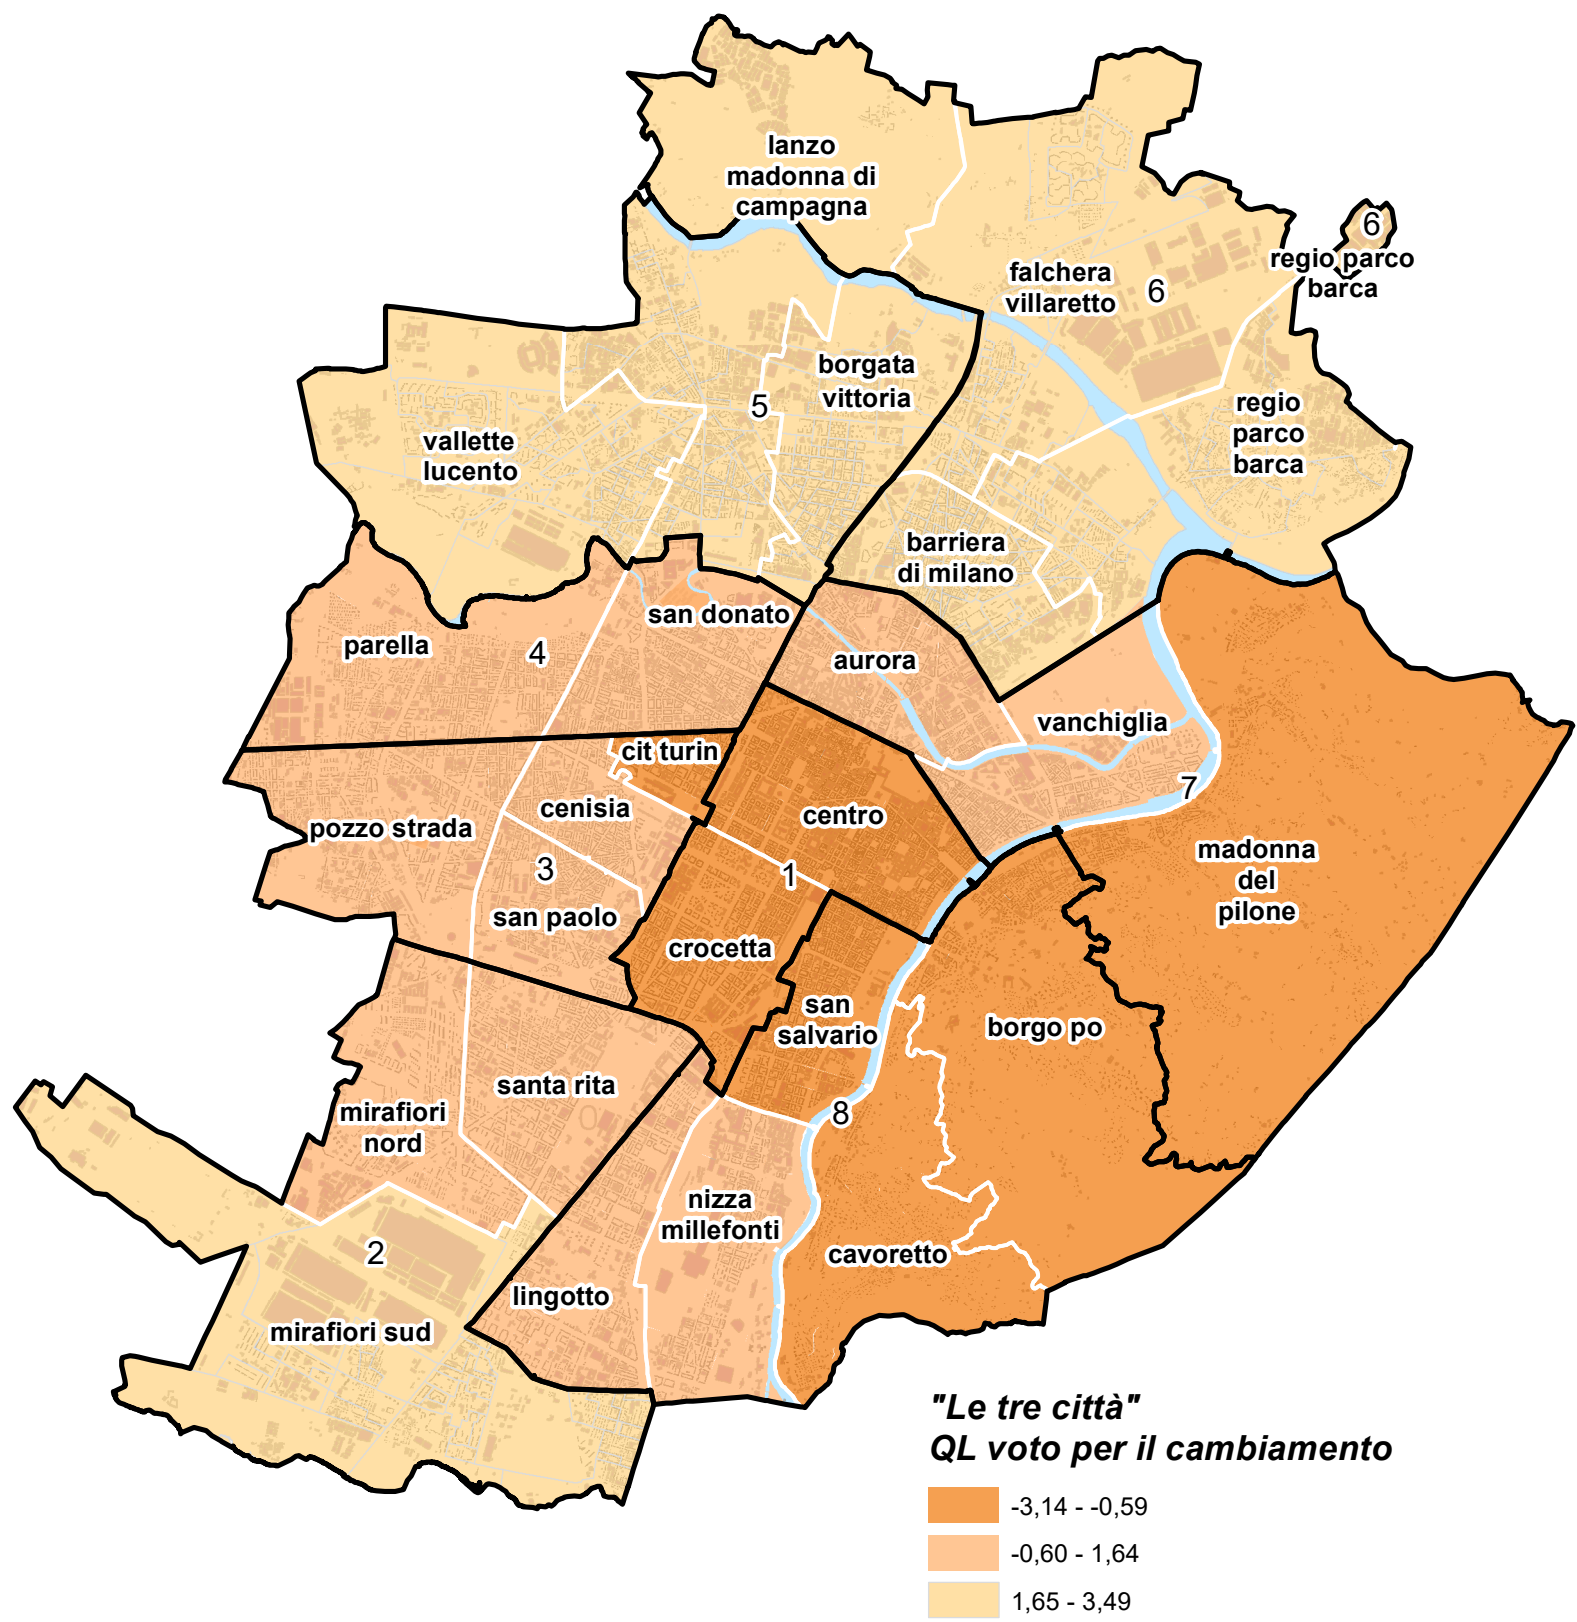 lanzo
madonna di
campagna
6
regio parco
barca
falchera
villaretto
6
borgata
vittoria
5
regio
parco
barca
vallette
lucento
barriera
di milano
san donato
parella
4
aurora
vanchiglia
cit turin
7
cenisia
centro
pozzo strada
madonna
del
pilone
3
1
san paolo
crocetta
san
salvario
borgo po
santa rita
mirafiori
nord
8
nizza
millefonti
2
cavoretto
lingotto
mirafiori sud
"Le tre città"
QL voto per il cambiamento
-3,14 - -0,59
-0,60 - 1,64
1,65 - 3,49